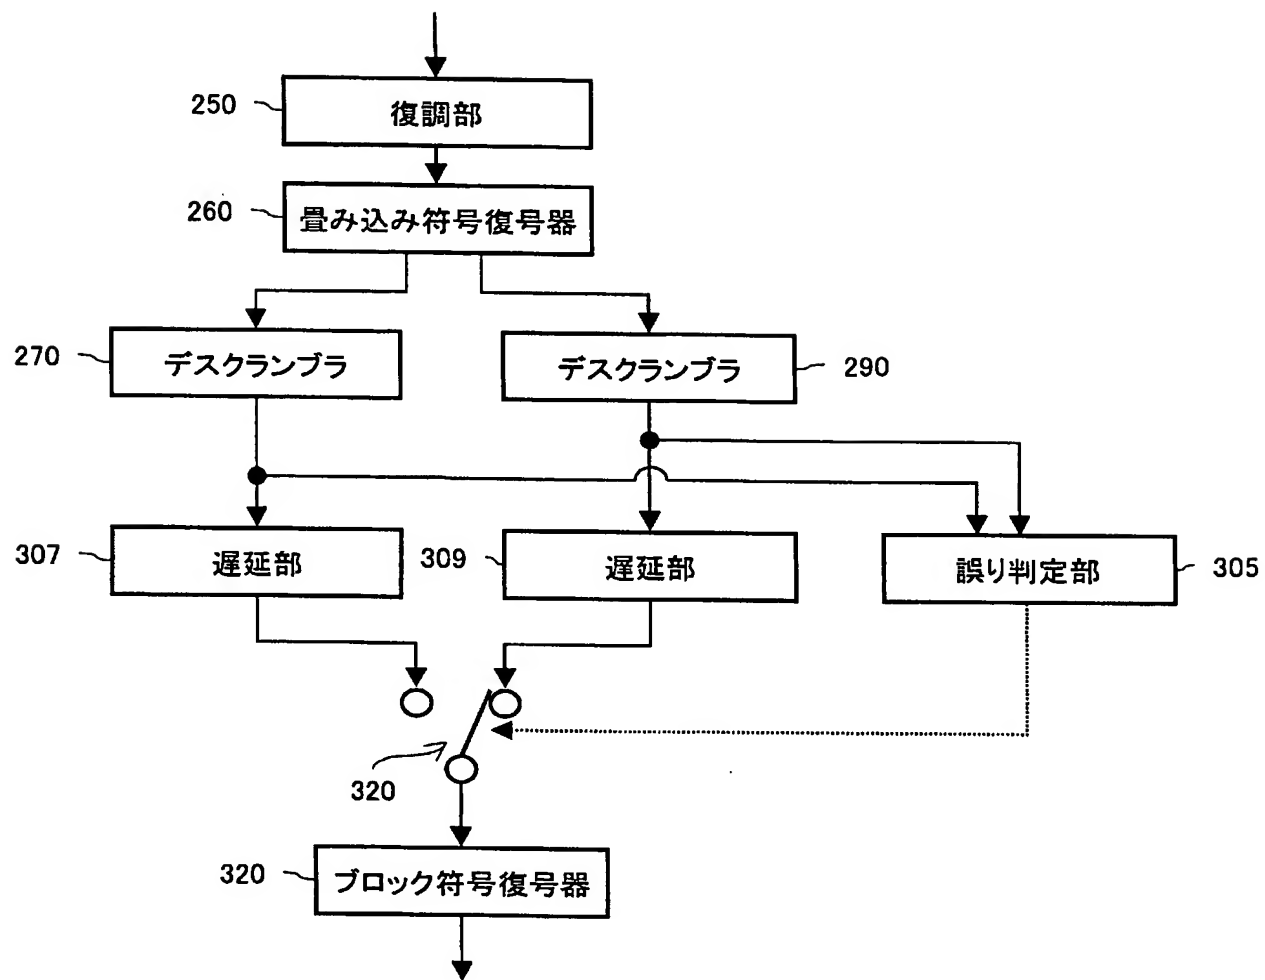 250
復調部
260
畳み込み符号復号器
270
デスクランブラ
デスクランブラ
290
307
遅延部
309
遅延部
誤り判定部
305
320
320
ブロック符号復号器